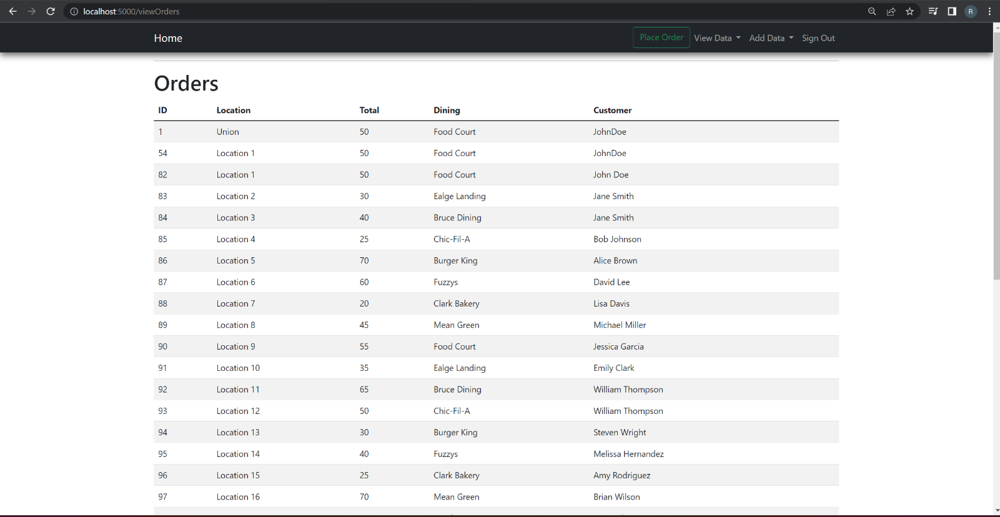 localhost:5000/viewOrders
R
Home Place Order View Data Add Data Sign Out
Orders
ID Location Total Dining Customer
1 Union 50 Food Court JohnDoe
54 Location 1 50 Food Court JohnDoe
82 Location 1 50 Food Court John Doe
83 Location 2 30 Ealge Landing Jane Smith
84 Location 3 40 Bruce Dining Jane Smith
85 Location 4 25 Chic-Fil-A Bob Johnson
86 Location 5 70 Burger King Alice Brown
87 Location 6 60 Fuzzys David Lee
88 Location 7 20 Clark Bakery Lisa Davis
89 Location 8 45 Mean Green Michael Miller
90 Location 9 55 Food Court Jessica Garcia
91 Location 10 35 Ealge Landing Emily Clark
92 Location 11 65 Bruce Dining William Thompson
93 Location 12 50 Chic-Fil-A William Thompson
94 Location 13 30 Burger King Steven Wright
95 Location 14 40 Fuzzys Melissa Hernandez
96 Location 15 25 Clark Bakery Amy Rodriguez
97 Location 16 70 Mean Green Brian Wilson